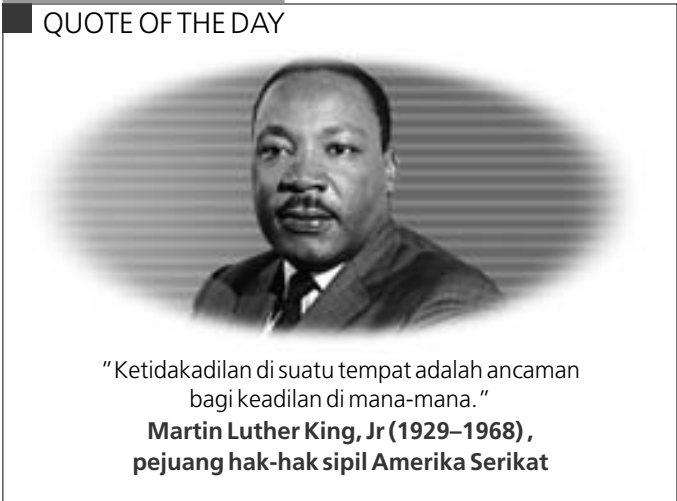 QUOTE OF THE DAY
"Ketidakadilan di suatu tempat adalah ancaman
bagi keadilan di mana-mana."
Martin Luther King, Jr (1929–1968) ,
pejuang hak-hak sipil Amerika Serikat